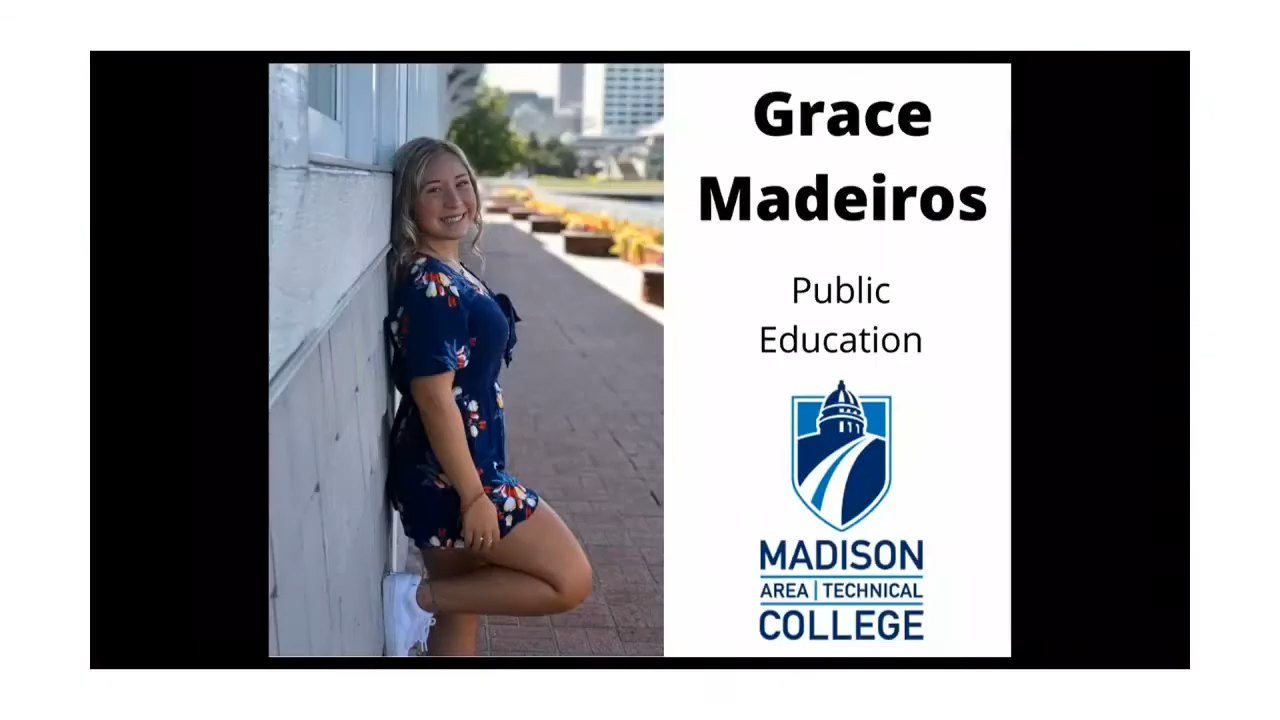 Grace
Madeiros
Public
Education
MADISON
AREA | TECHNICAL
COLLEGE